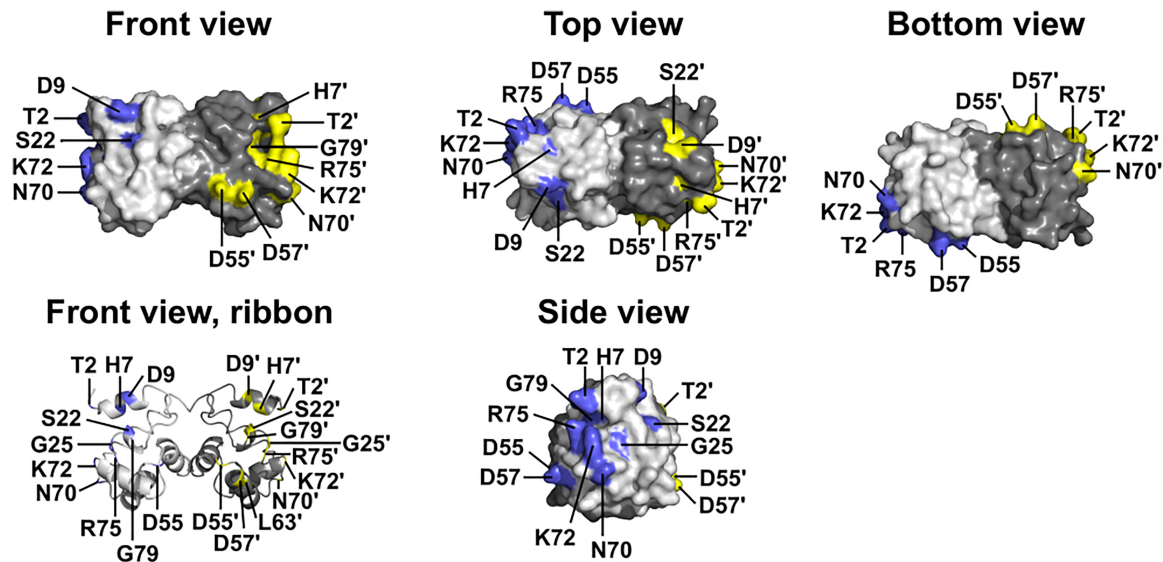 Front view
D9
T2
S22
K72
N70
H7'
T2'
G79'
R75'
K72'
N70'
D55'
D57'
Top view
D57
D55
R75
T2
K72
N70
H7
D9
S22
S22'
D9'
N70'
K72'
H7'
T2'
R75'
D55'
D57'
Bottom view
D57'
D55'
R75'
T2'
K72'
N70'
N70
K72
T2
R75
D57
D55
Front view, ribbon
T2
H7
D9
S22
G25
K72
N70
R75
G79
D55
D9'
H7'
T2'
S22'
G79'
G25'
R75'
K72'
N70'
L63'
D55'
D57'
Side view
T2
H7
D9
G79
T2'
R75
S22
G25
D55
D57
D55'
D57'
K72
N70